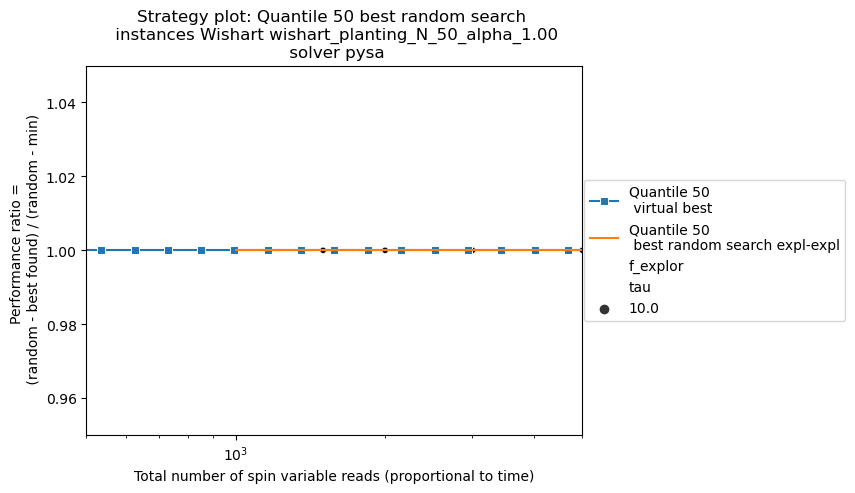 Strategy plot: Quantile 50 best random search
instances Wishart wishart_planting_N_50_alpha_1.00
solver pysa
Performance ratio =
(random - best found) / (random - min)
1.04
1.02
1.00
0.98
0.96
10^3
Total number of spin variable reads (proportional to time)
Quantile 50
virtual best
Quantile 50
best random search expl-expl
f_explor
tau
10.0